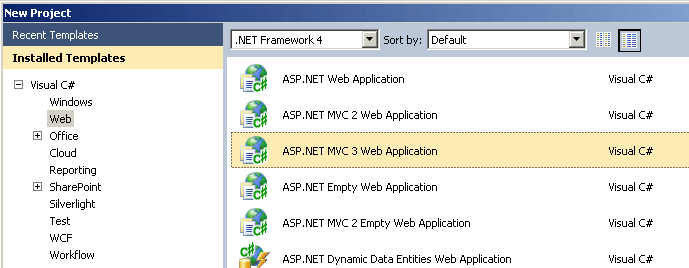 New Project
Recent Templates
.NET Framework 4
Sort by:
Default
Installed Templates
Visual C#
Windows
Web
Office
Cloud
Reporting
SharePoint
Silverlight
Test
WCF
Workflow
ASP.NET Web Application Visual C#
ASP.NET MVC 2 Web Application Visual C#
ASP.NET MVC 3 Web Application Visual C#
ASP.NET Empty Web Application Visual C#
ASP.NET MVC 2 Empty Web Application Visual C#
ASP.NET Dynamic Data Entities Web Application Visual C#